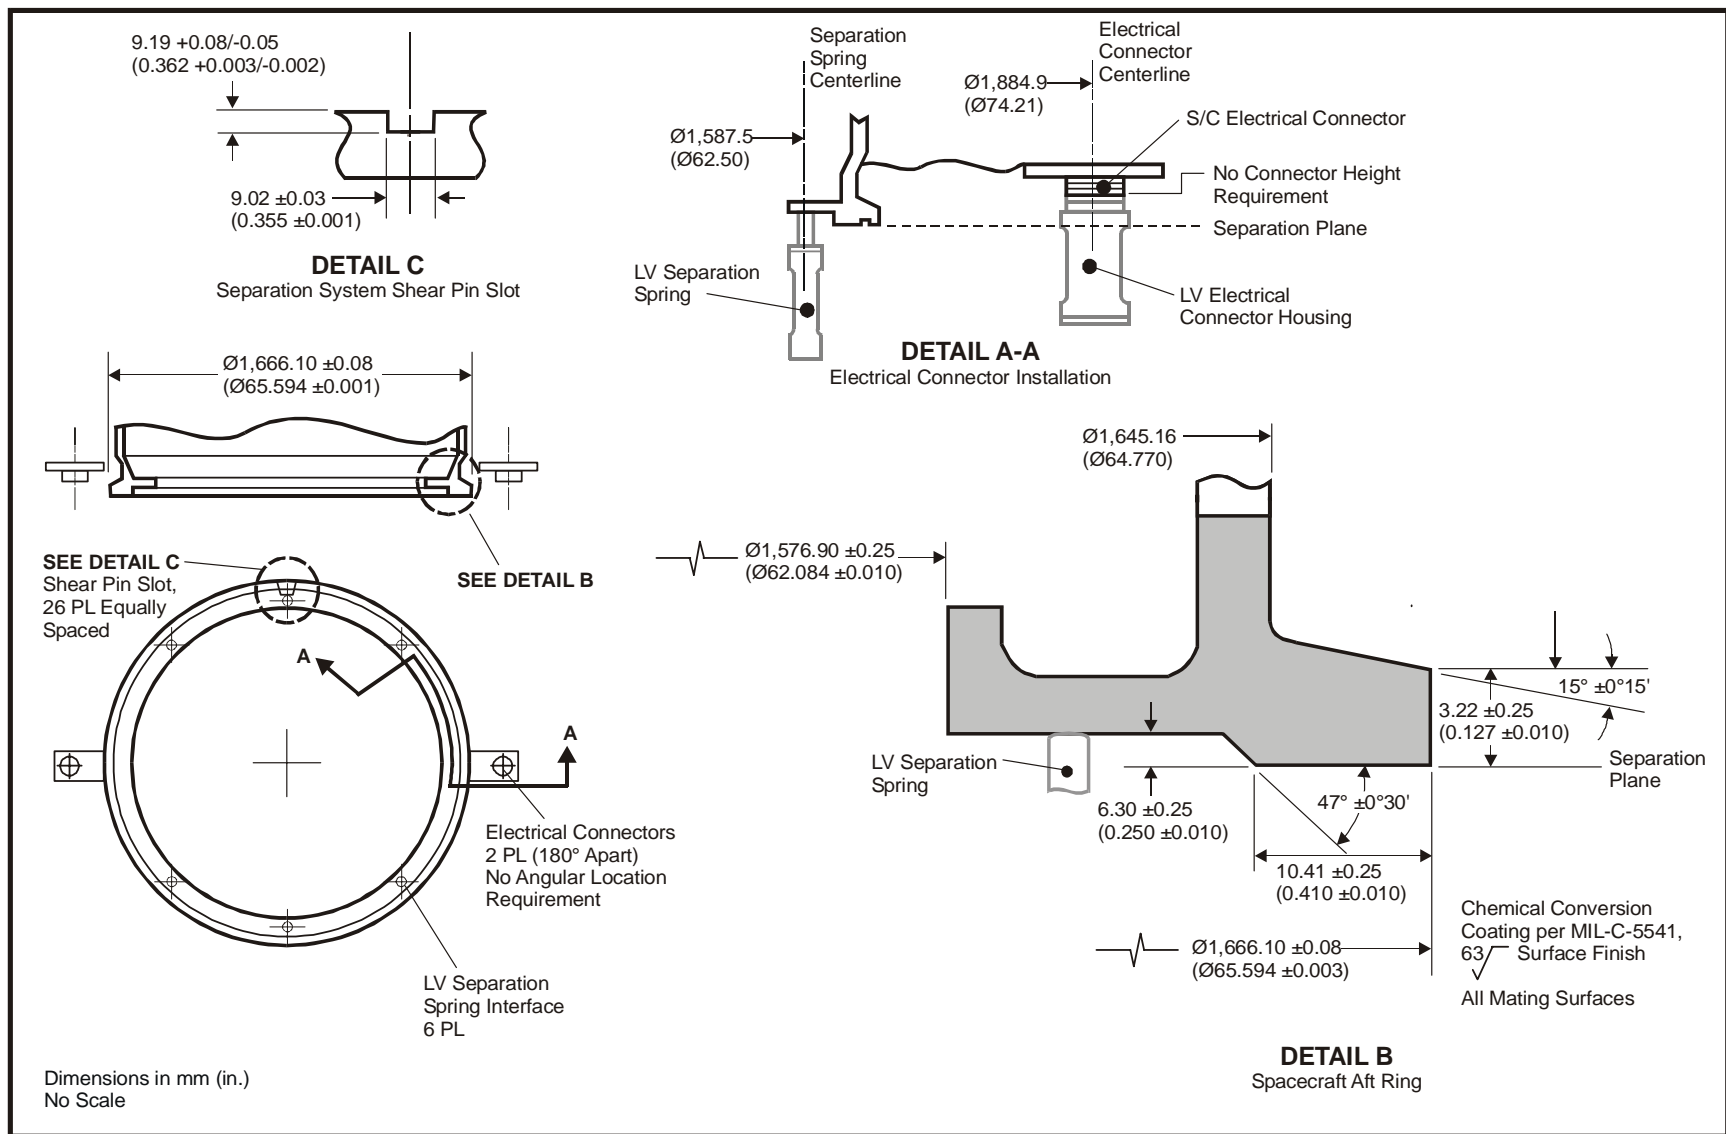 9.19 +0.08/-0.05
(0.362 +0.003/-0.002)
9.02 ±0.03
(0.355 ±0.001)
DETAIL C
Separation System Shear Pin Slot
Separation
Spring
Centerline
Electrical
Connector
Centerline
Ø1,884.9
(Ø74.21)
Ø1,587.5
(Ø62.50)
S/C Electrical Connector
No Connector Height
Requirement
Separation Plane
LV Separation
Spring
LV Electrical
Connector Housing
DETAIL A-A
Electrical Connector Installation
Ø1,666.10 ±0.08
(Ø65.594 ±0.001)
SEE DETAIL B
SEE DETAIL C
Shear Pin Slot,
26 PL Equally
Spaced
A
A
Electrical Connectors
2 PL (180° Apart)
No Angular Location
Requirement
LV Separation
Spring Interface
6 PL
Ø1,645.16
(Ø64.770)
Ø1,576.90 ±0.25
(Ø62.084 ±0.010)
15° ±0°15'
3.22 ±0.25
(0.127 ±0.010)
Separation
Plane
LV Separation
Spring
6.30 ±0.25
(0.250 ±0.010)
47° ±0°30'
10.41 ±0.25
(0.410 ±0.010)
Ø1,666.10 ±0.08
(Ø65.594 ±0.003)
Chemical Conversion
Coating per MIL-C-5541,
63 Surface Finish
All Mating Surfaces
DETAIL B
Spacecraft Aft Ring
Dimensions in mm (in.)
No Scale